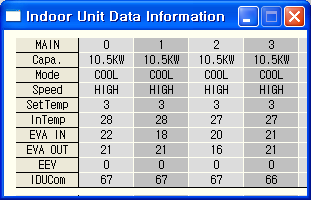 Indoor Unit Data Information
MAIN 0 1 2 3
Capa. 10.5KW 10.5KW 10.5KW 10.5KW
Mode COOL COOL COOL COOL
Speed HIGH HIGH HIGH HIGH
SetTemp 3 3 3 3
InTemp 28 28 27 27
EVA IN 22 18 20 21
EVA OUT 21 21 16 21
EEV 0 0 0 0
IDUCom 67 67 67 66